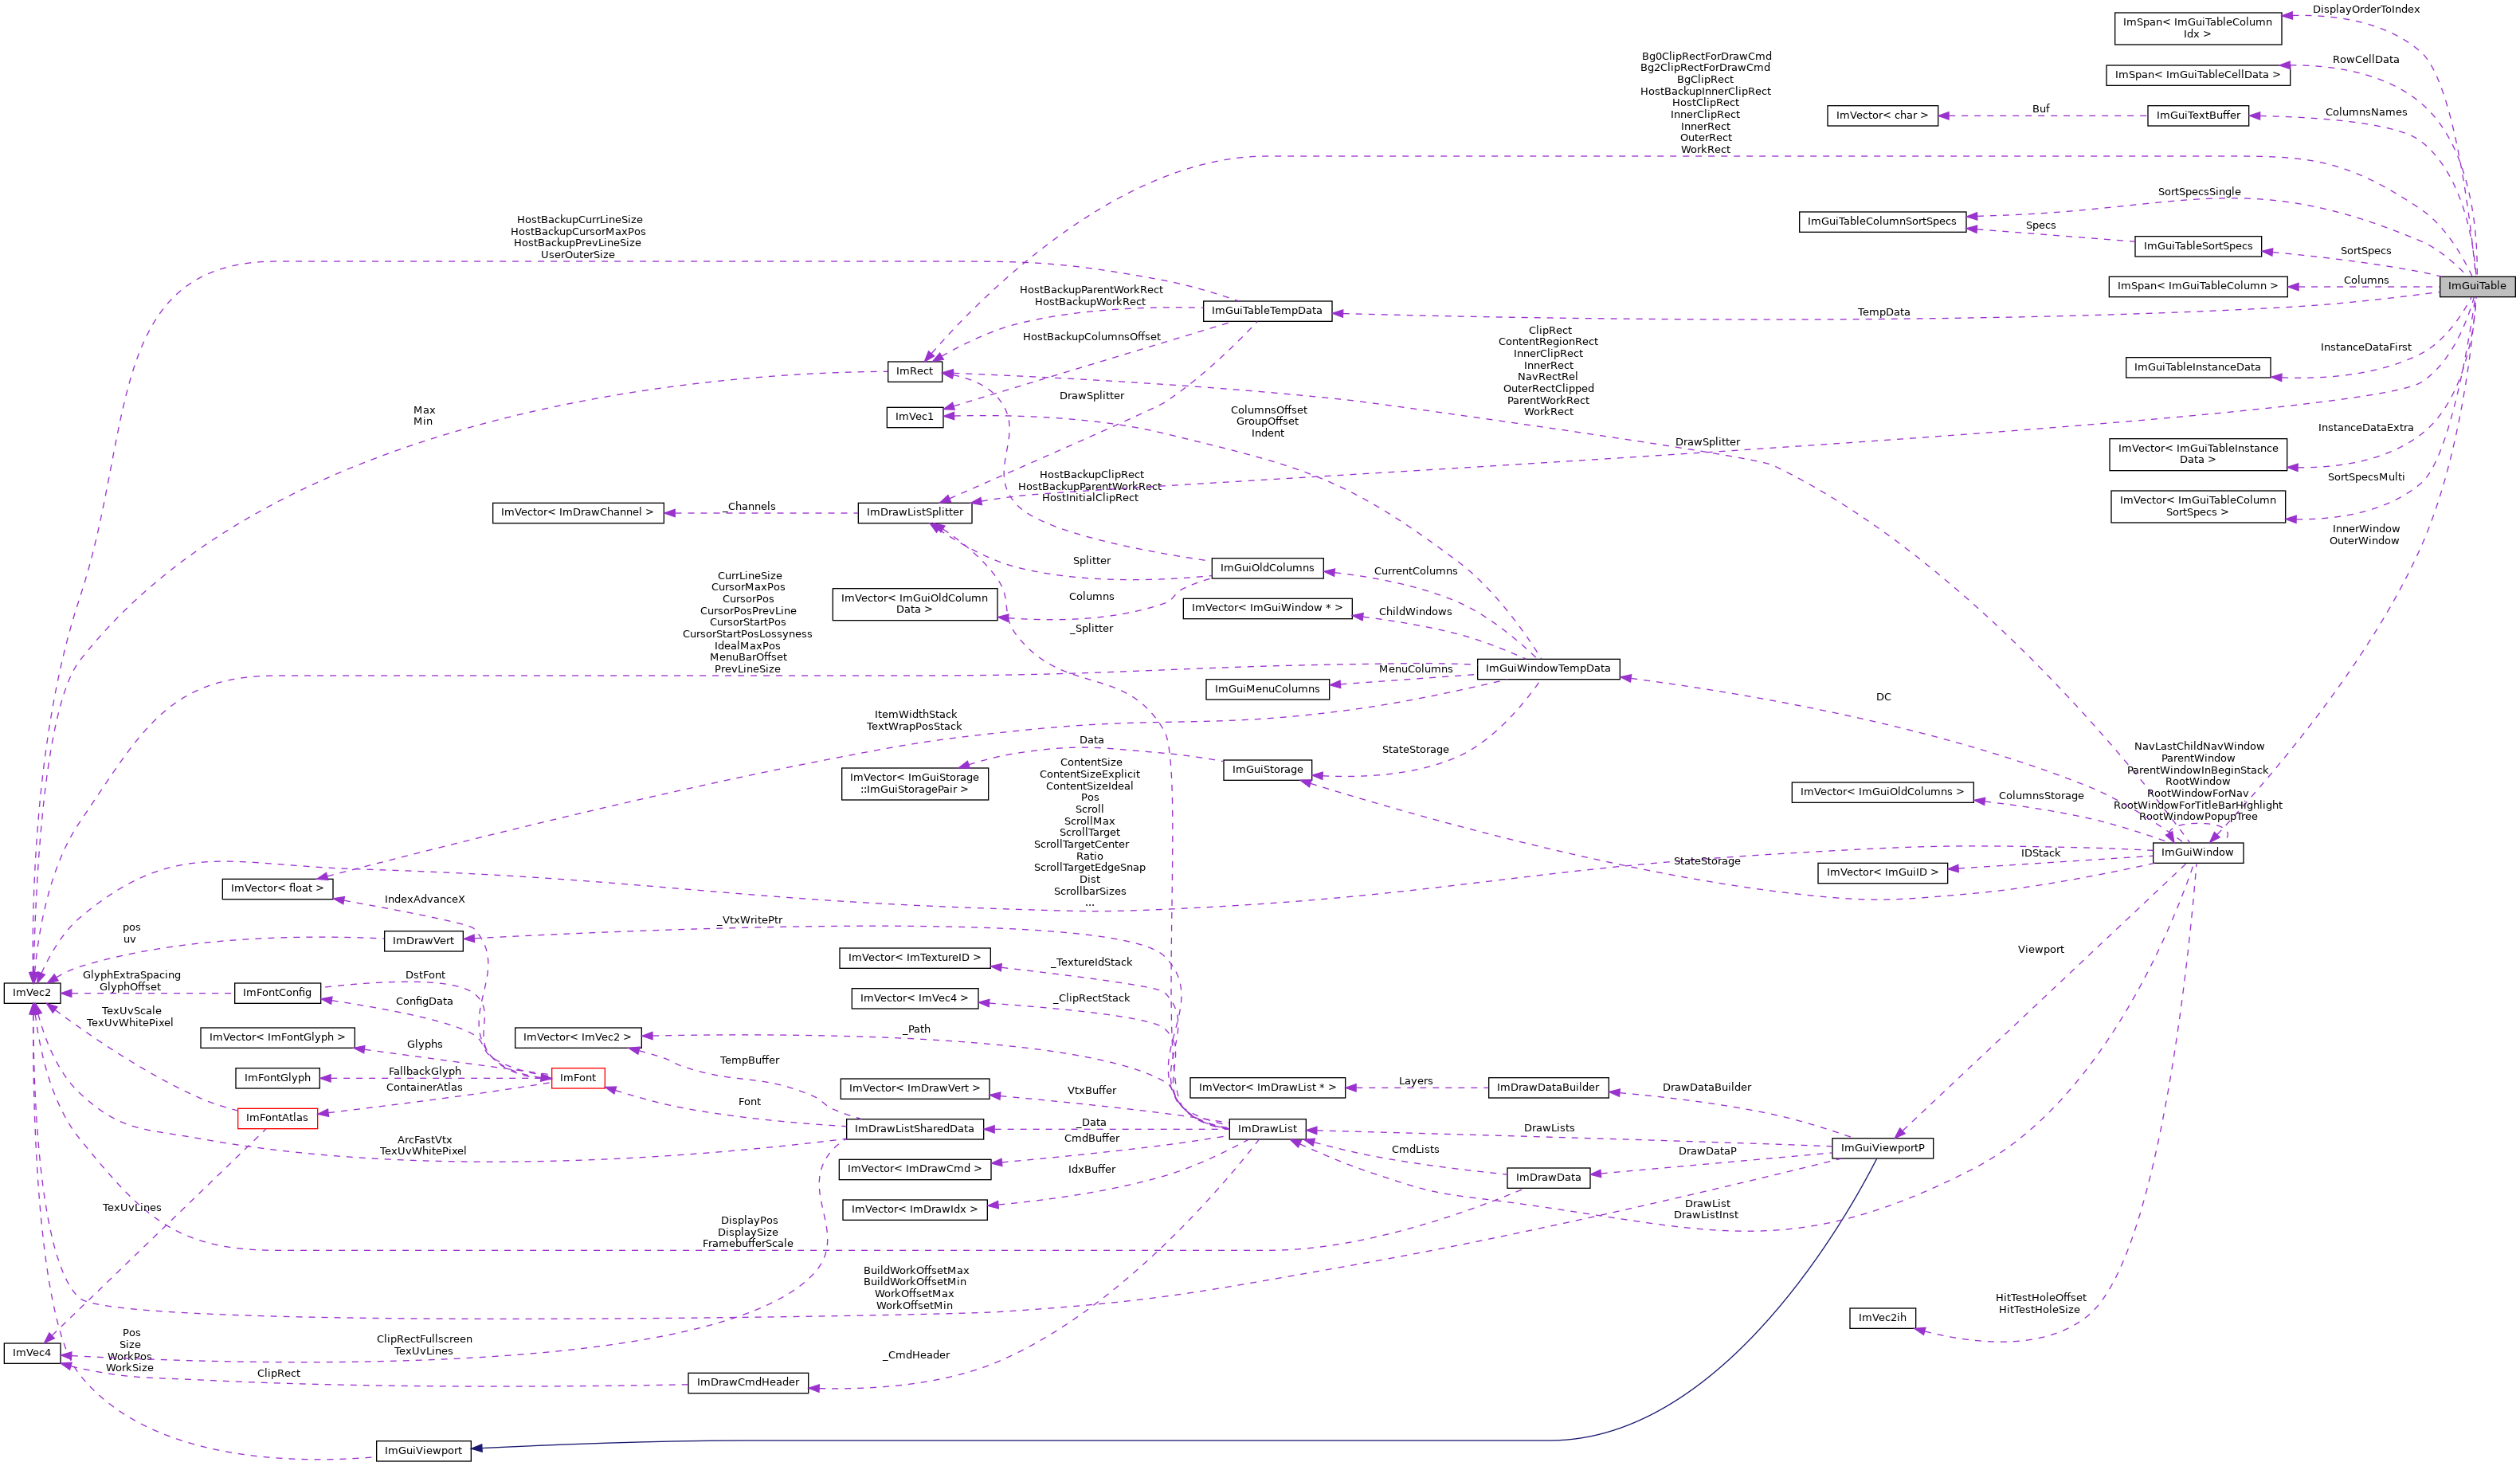 DisplayOrderToIndex
ImSpan< ImGuiTableColumn
Idx >
RowCellData
ImSpan< ImGuiTableCellData >
Bg0ClipRectForDrawCmd
Bg2ClipRectForDrawCmd
BgClipRect
HostBackupInnerClipRect
HostClipRect
InnerClipRect
InnerRect
OuterRect
WorkRect
ImVector< char >
Buf
ImGuiTextBuffer
ColumnsNames
SortSpecsSingle
ImGuiTableColumnSortSpecs
Specs
ImGuiTableSortSpecs
SortSpecs
HostBackupCurrLineSize
HostBackupCursorMaxPos
HostBackupPrevLineSize
UserOuterSize
ImSpan< ImGuiTableColumn >
Columns
ImGuiTable
HostBackupParentWorkRect
HostBackupWorkRect
ImGuiTableTempData
TempData
HostBackupColumnsOffset
ClipRect
ContentRegionRect
InnerClipRect
InnerRect
NavRectRel
OuterRectClipped
ParentWorkRect
WorkRect
InstanceDataFirst
ImGuiTableInstanceData
ImRect
Max
Min
ImVec1
DrawSplitter
ColumnsOffset
GroupOffset
Indent
DrawSplitter
InstanceDataExtra
ImVector< ImGuiTableInstance
Data >
SortSpecsMulti
ImVector< ImGuiTableColumn
SortSpecs >
HostBackupClipRect
HostBackupParentWorkRect
HostInitialClipRect
ImVector< ImDrawChannel >
_Channels
ImDrawListSplitter
InnerWindow
OuterWindow
Splitter
ImGuiOldColumns
CurrentColumns
CurrLineSize
CursorMaxPos
CursorPos
CursorPosPrevLine
CursorStartPos
CursorStartPosLossyness
IdealMaxPos
MenuBarOffset
PrevLineSize
ImVector< ImGuiOldColumn
Data >
Columns
_Splitter
ImVector< ImGuiWindow * >
ChildWindows
ImGuiWindowTempData
MenuColumns
ImGuiMenuColumns
DC
ItemWidthStack
TextWrapPosStack
Data
StateStorage
ImGuiStorage
ImVector< ImGuiStorage
::ImGuiStoragePair >
ContentSize
ContentSizeExplicit
ContentSizeIdeal
Pos
Scroll
ScrollMax
ScrollTarget
ScrollTargetCenter
Ratio
ScrollTargetEdgeSnap
Dist
ScrollbarSizes
...
NavLastChildNavWindow
ParentWindow
ParentWindowInBeginStack
RootWindow
RootWindowForNav
RootWindowForTitleBarHighlight
RootWindowPopupTree
ImVector< ImGuiOldColumns >
ColumnsStorage
ImGuiWindow
IDStack
ImVector< ImGuiID >
StateStorage
ImVector< float >
IndexAdvanceX
_VtxWritePtr
pos
uv
ImDrawVert
Viewport
ImVector< ImTextureID >
_TextureIdStack
GlyphExtraSpacing
GlyphOffset
ImVec2
ImFontConfig
DstFont
ConfigData
ImVector< ImVec4 >
_ClipRectStack
TexUvScale
TexUvWhitePixel
ImVector< ImFontGlyph >
Glyphs
ImVector< ImVec2 >
_Path
TempBuffer
ImFontGlyph
FallbackGlyph
ImFont
ContainerAtlas
ImVector< ImDrawVert >
VtxBuffer
ImVector< ImDrawList * >
Layers
ImDrawDataBuilder
DrawDataBuilder
ImFontAtlas
Font
ImDrawListSharedData
_Data
ImDrawList
DrawLists
ArcFastVtx
TexUvWhitePixel
CmdBuffer
ImGuiViewportP
CmdLists
DrawDataP
ImVector< ImDrawCmd >
IdxBuffer
ImDrawData
ImVector< ImDrawIdx >
TexUvLines
DisplayPos
DisplaySize
FramebufferScale
DrawList
DrawListInst
BuildWorkOffsetMax
BuildWorkOffsetMin
WorkOffsetMax
WorkOffsetMin
HitTestHoleOffset
HitTestHoleSize
ImVec2ih
ImVec4
Pos
Size
WorkPos
WorkSize
ClipRectFullscreen
TexUvLines
_CmdHeader
ClipRect
ImDrawCmdHeader
ImGuiViewport